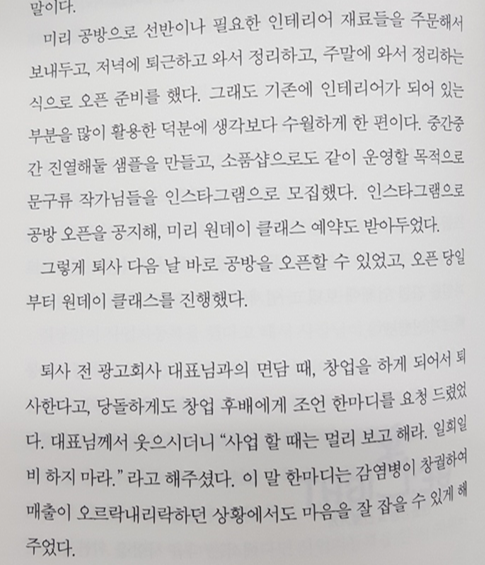 말이다.
미리 공방으로 선반이나 필요한 인테리어 재료들을 주문해서
보내두고, 저녁에 퇴근하고 와서 정리하고, 주말에 와서 정리하는
식으로 오픈 준비를 했다. 그래도 기존에 인테리어가 되어 있는
부분을 많이 활용한 덕분에 생각보다 수월하게 한 편이다. 중간중
간 진열해둘 샘플을 만들고, 소품샵으로도 같이 운영할 목적으로
문구류 작가님들을 인스타그램으로 모집했다. 인스타그램으로
공방 오픈을 공지해, 미리 원데이 클래스 예약도 받아두었다.
그렇게 퇴사 다음 날 바로 공방을 오픈할 수 있었고, 오픈 당일
부터 원데이 클래스를 진행했다.
퇴사 전 광고회사 대표님과의 면담 때, 창업을 하게 되어서 퇴
사한다고, 당돌하게도 창업 후배에게 조언 한마디를 요청 드렸었
다. 대표님께서 웃으시더니 “사업 할 때는 멀리 보고 해라. 일희일
비 하지 마라.” 라고 해주셨다. 이 말 한마디는 감염병이 창궐하여
매출이 오르락내리락하던 상황에서도 마음을 잘 잡을 수 있게 해
주었다.